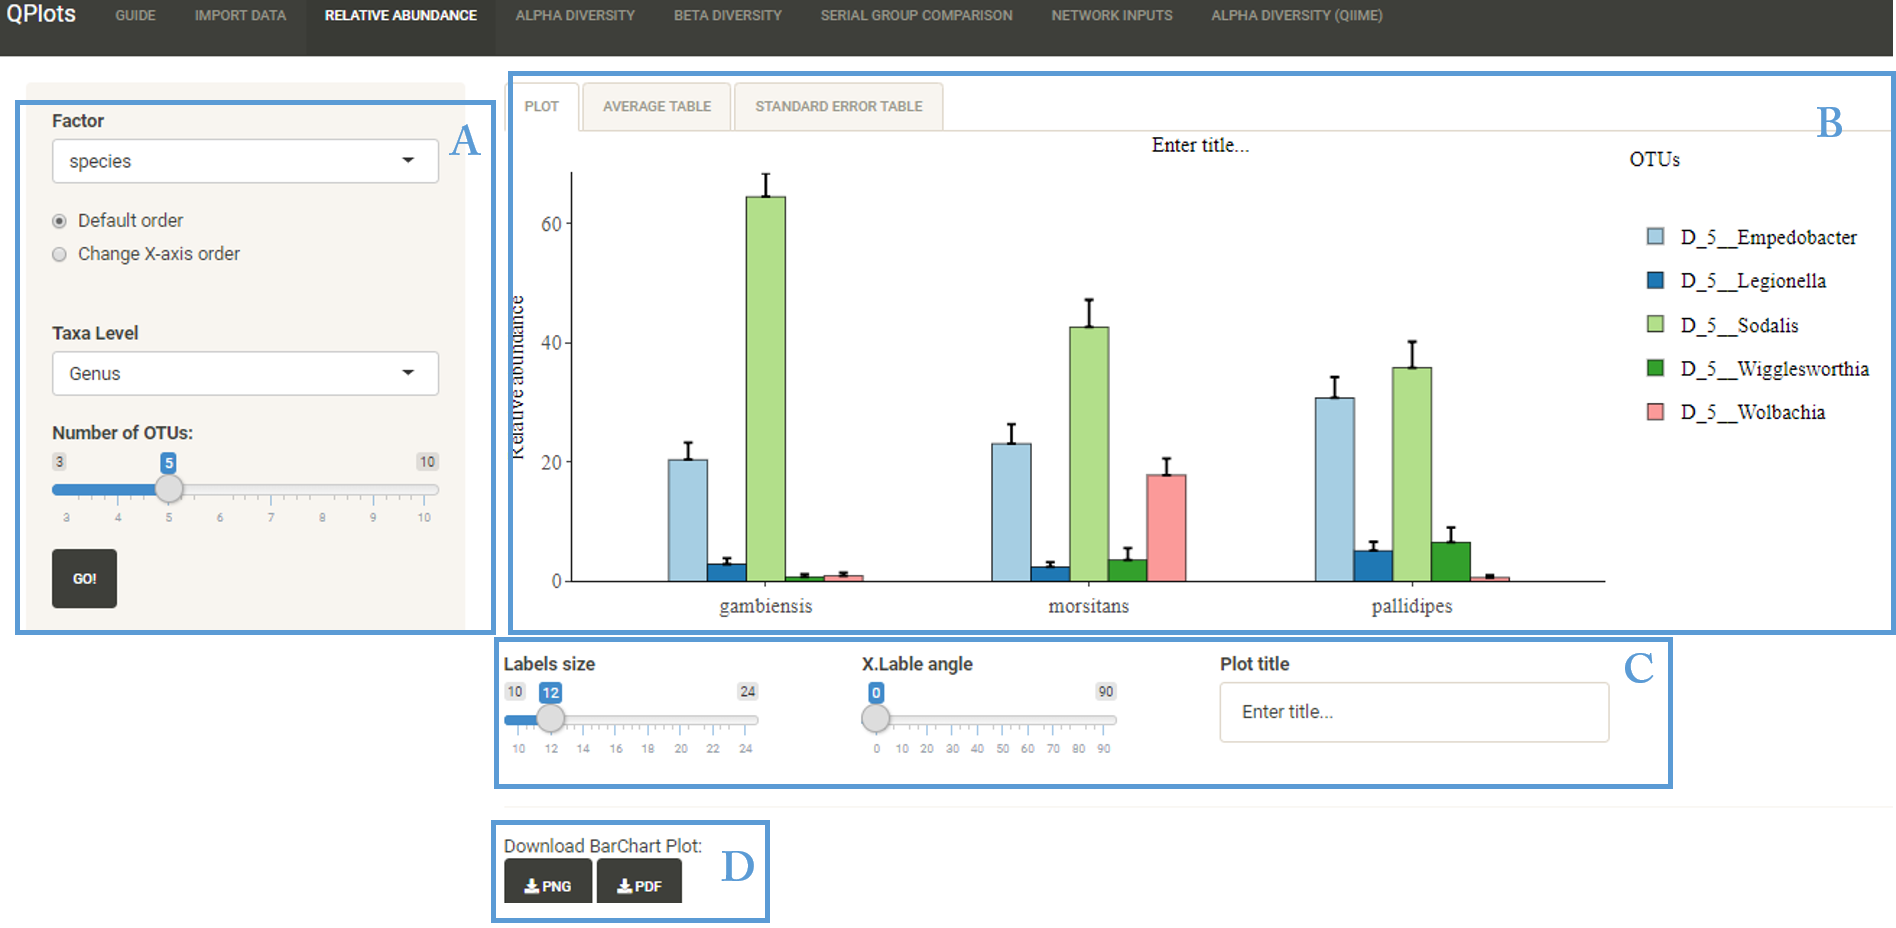 QPlots GUIDE IMPORT DATA RELATIVE ABUNDANCE ALPHA DIVERSITY BETA DIVERSITY SERIAL GROUP COMPARISON NETWORK INPUTS ALPHA DIVERSITY (QIIME)
A
Factor
species
Default order
Change X-axis order
Taxa Level
Genus
Number of OTUs:
3 5 10
3 4 5 6 7 8 9 10
GO!
B
PLOT AVERAGE TABLE STANDARD ERROR TABLE
Enter title...
Relative abundance
60
40
20
0
gambiensis morsitans pallidipes
OTUs
D_5__Empedobacter
D_5__Legionella
D_5__Sodalis
D_5__Wigglesworthia
D_5__Wolbachia
C
Labels size
10 12 24
10 12 14 16 18 20 22 24
X.Lable angle
0 90
0 10 20 30 40 50 60 70 80 90
Plot title
Enter title...
D
Download BarChart Plot:
PNG PDF